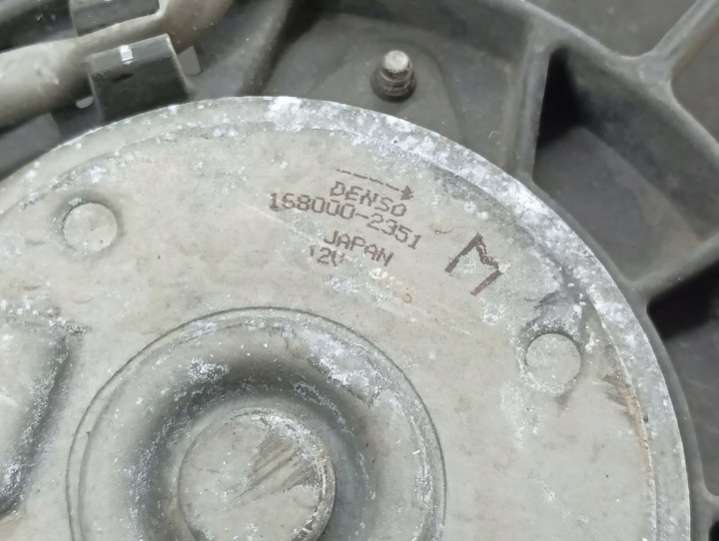 DENSO
168000-2351
JAPAN
12V
M